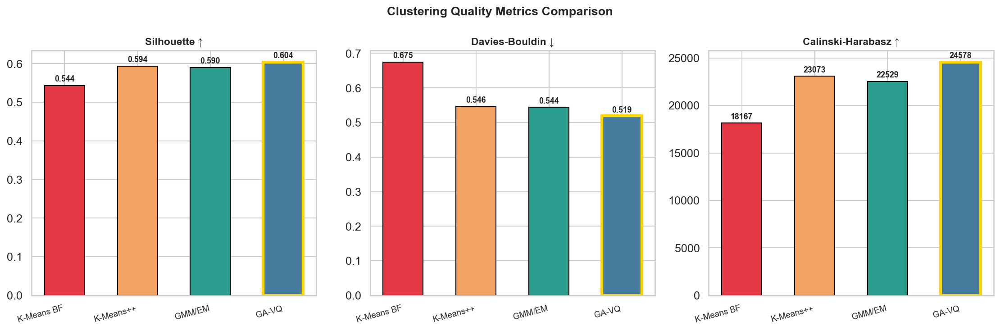 Clustering Quality Metrics Comparison
Silhouette ↑
0.6
0.5
0.4
0.3
0.2
0.1
0.0
0.544
0.594
0.590
0.604
K-Means BF
K-Means++
GMM/EM
GA-VQ
Davies-Bouldin ↓
0.7
0.6
0.5
0.4
0.3
0.2
0.1
0.0
0.675
0.546
0.544
0.519
K-Means BF
K-Means++
GMM/EM
GA-VQ
Calinski-Harabasz ↑
25000
20000
15000
10000
5000
0
18167
23073
22529
24578
K-Means BF
K-Means++
GMM/EM
GA-VQ